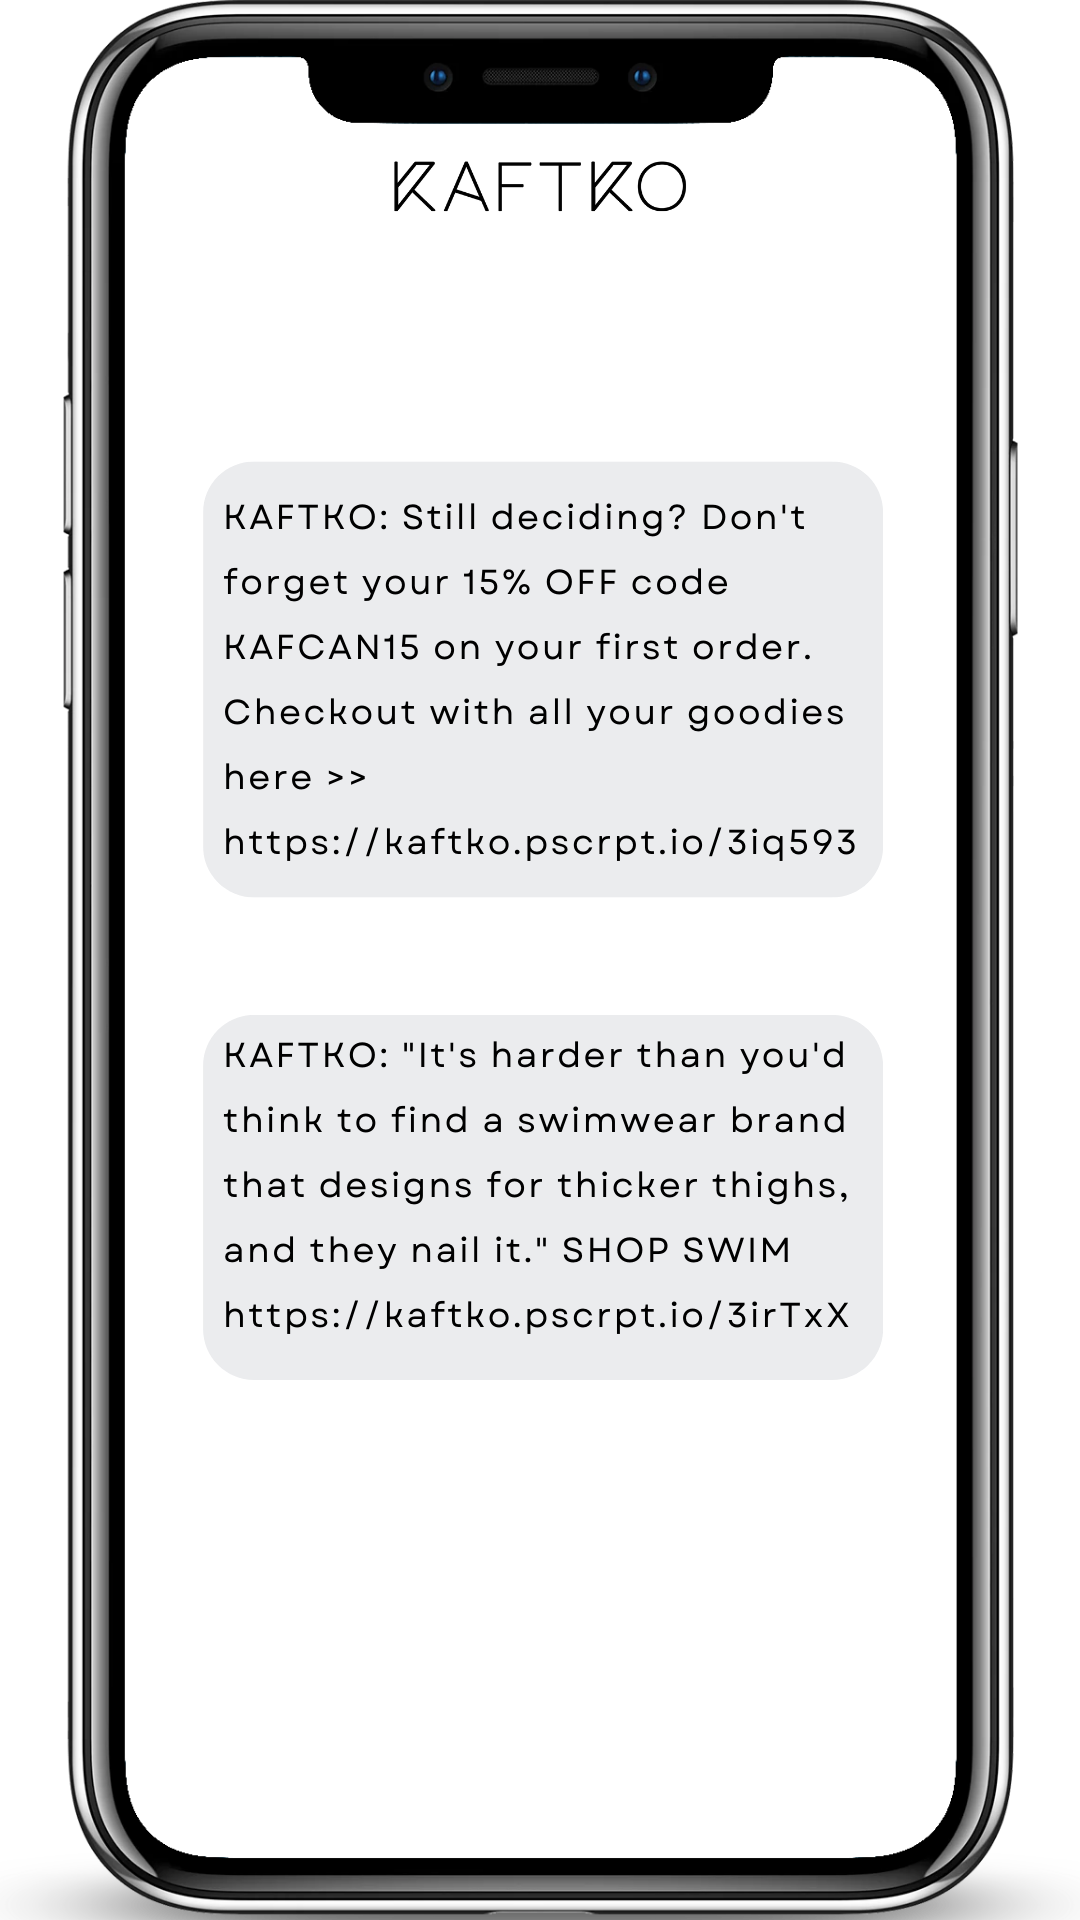 KAFTKO
KAFTKO: Still deciding? Don't
forget your 15% OFF code
KAFCAN15 on your first order.
Checkout with all your goodies
here >>
https://kaftko.pscrpt.io/3iq593
KAFTKO: "It's harder than you'd
think to find a swimwear brand
that designs for thicker thighs,
and they nail it." SHOP SWIM
https://kaftko.pscrpt.io/3irTxX